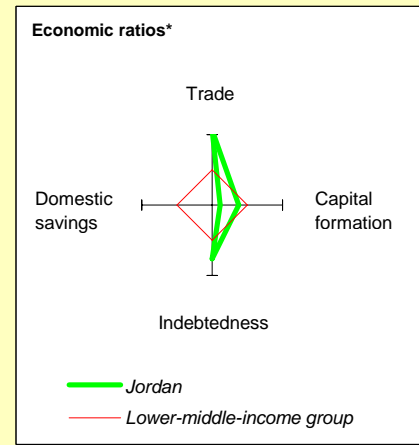 Economic ratios*
Trade
Domestic
savings
Capital
formation
Indebtedness
Jordan
Lower-middle-income group